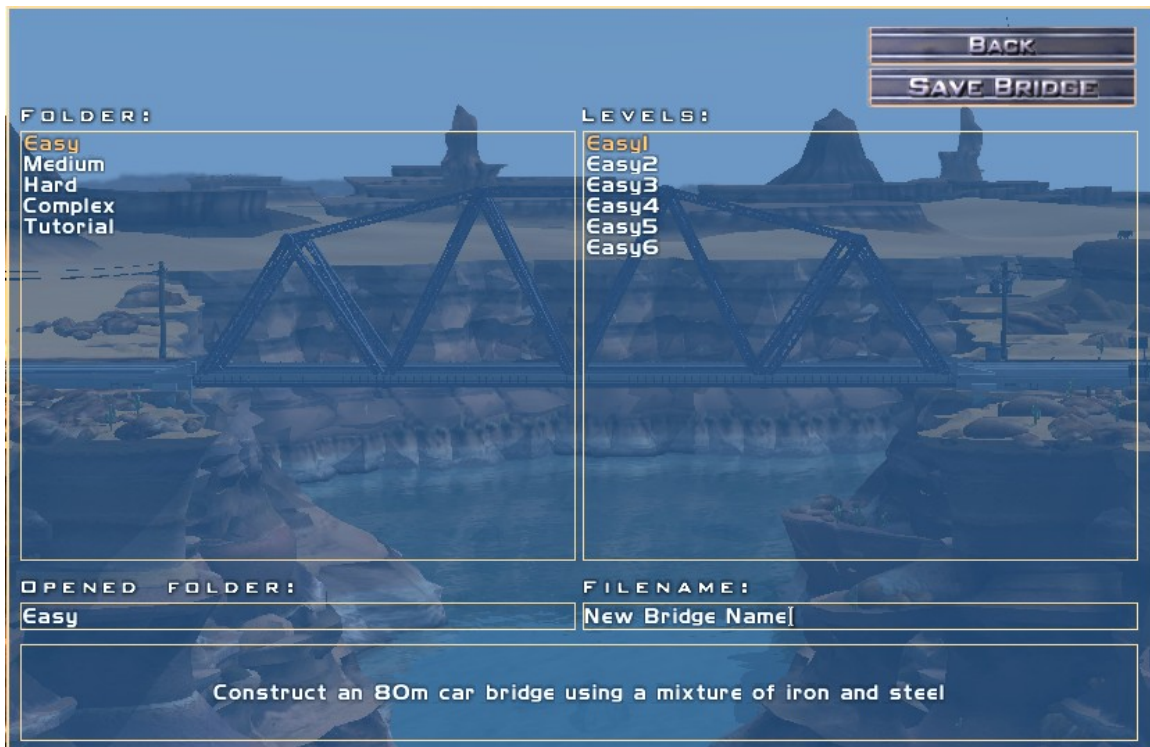 BACK
SAVE BRIDGE
FOLDER:
Easy
Medium
Hard
Complex
Tutorial
LEVELS:
Easy1
Easy2
Easy3
Easy4
Easy5
Easy6
OPENED FOLDER:
Easy
FILENAME:
New Bridge Name
Construct an 80m car bridge using a mixture of iron and steel